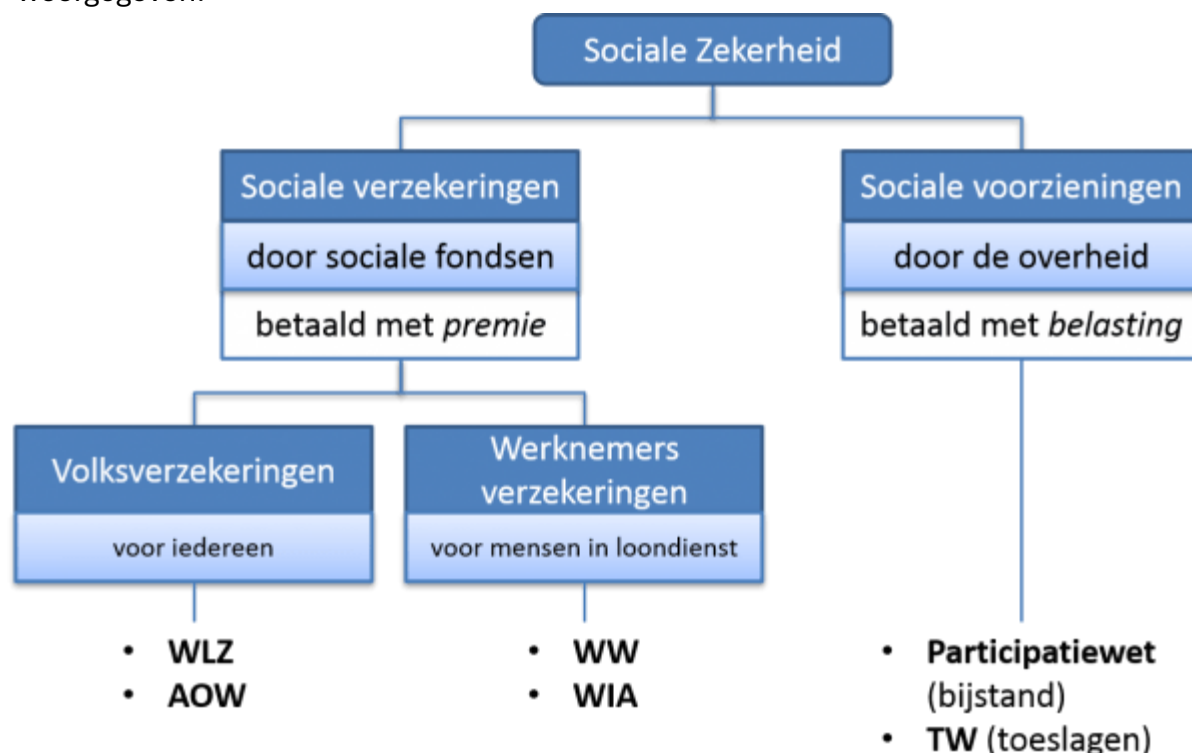 Sociale Zekerheid
Sociale verzekeringen
door sociale fondsen
betaald met premie
Sociale voorzieningen
door de overheid
betaald met belasting
Volksverzekeringen
voor iedereen
Werknemers
verzekeringen
voor mensen in loondienst
• WLZ
• AOW
• WW
• WIA
• Participatiewet
(bijstand)
• TW (toeslagen)